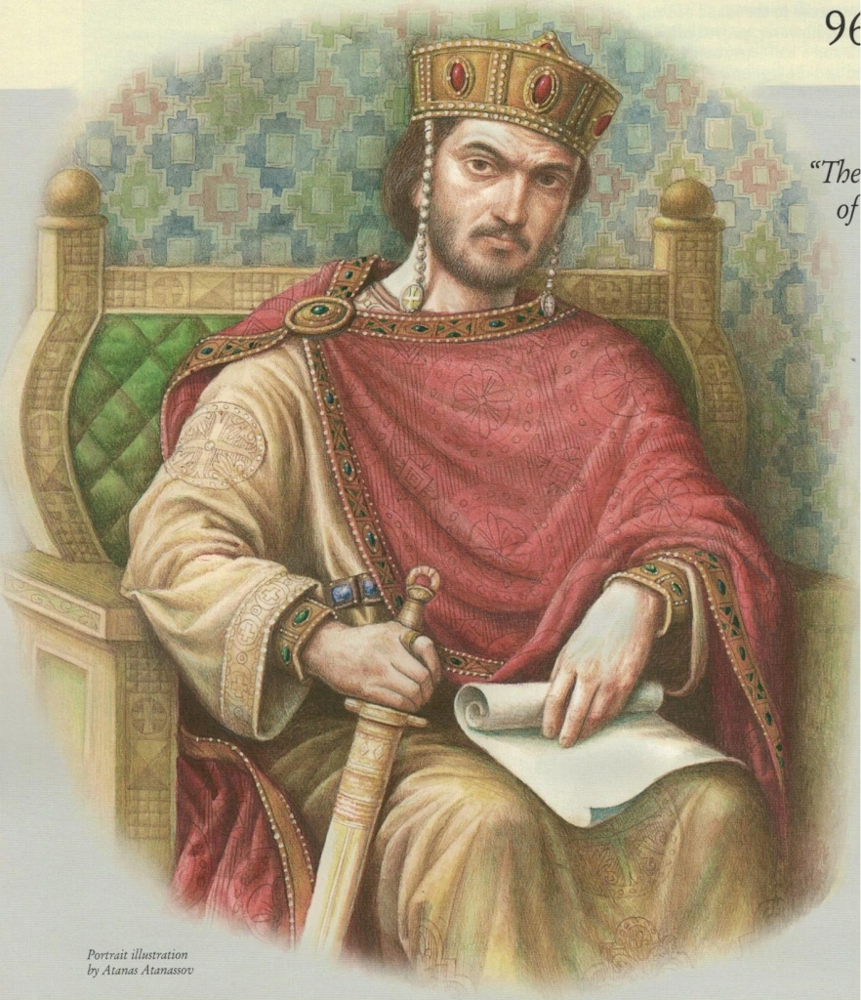 96
“The
of
Portrait illustration
by Atanas Atanassov